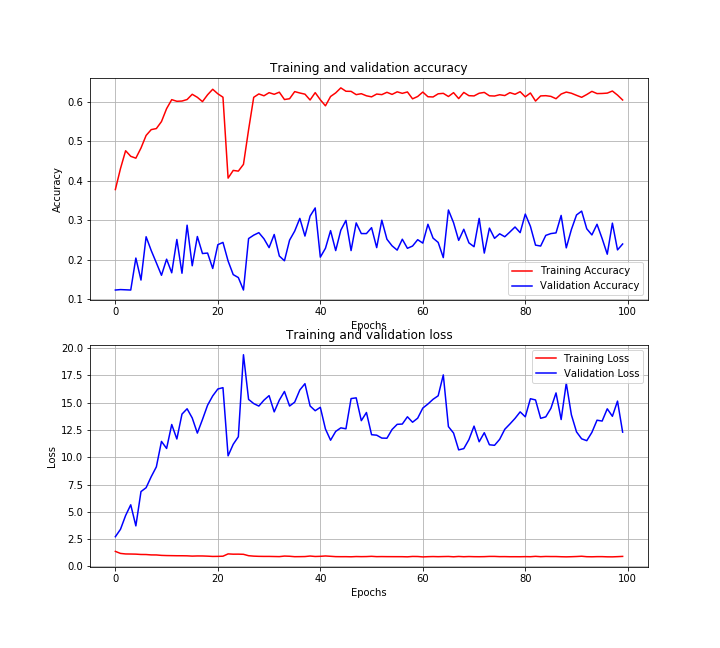 Training and validation accuracy
0.6
0.5
0.4
0.3
0.2
0.1
Accuracy
Training Accuracy
Validation Accuracy
0 20 40 60 80 100
Epochs
Training and validation loss
20.0
17.5
15.0
12.5
10.0
7.5
5.0
2.5
0.0
Loss
Training Loss
Validation Loss
0 20 40 60 80 100
Epochs